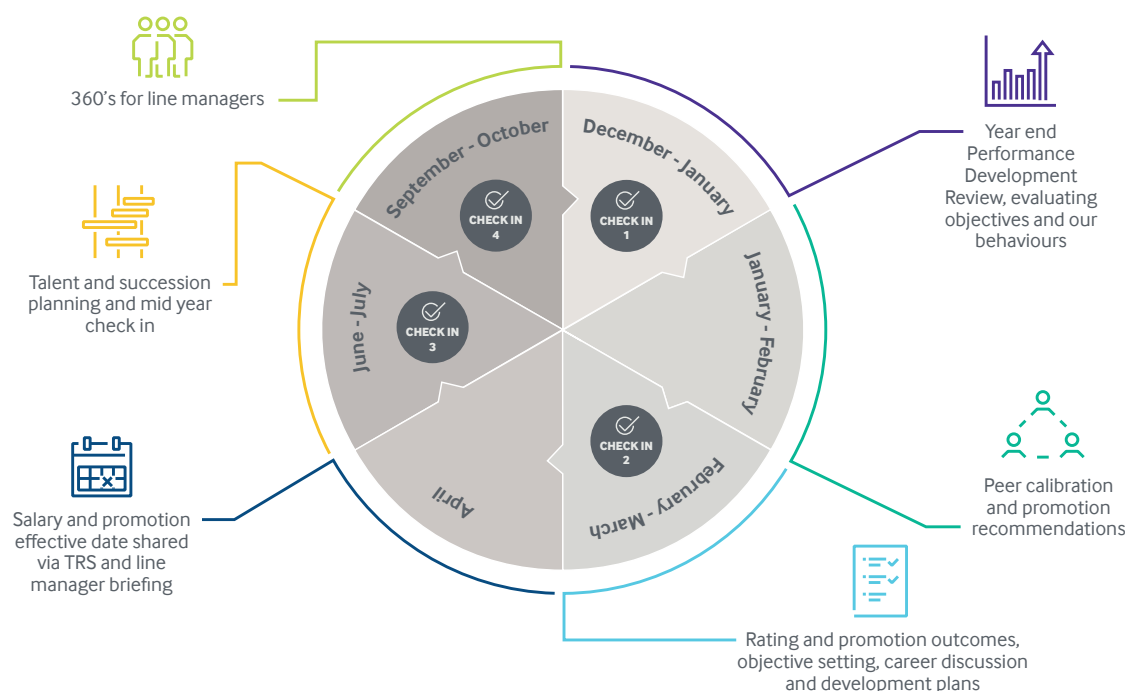 360's for line managers
September - October
December - January
CHECK IN
4
CHECK IN
1
Year end
Performance
Development
Review, evaluating
objectives and our
behaviours
Talent and succession
planning and mid year
check in
June - July
CHECK IN
3
January - February
CHECK IN
2
February - March
April
Peer calibration
and promotion
recommendations
Salary and promotion
effective date shared
via TRS and line
manager briefing
Rating and promotion outcomes,
objective setting, career discussion
and development plans